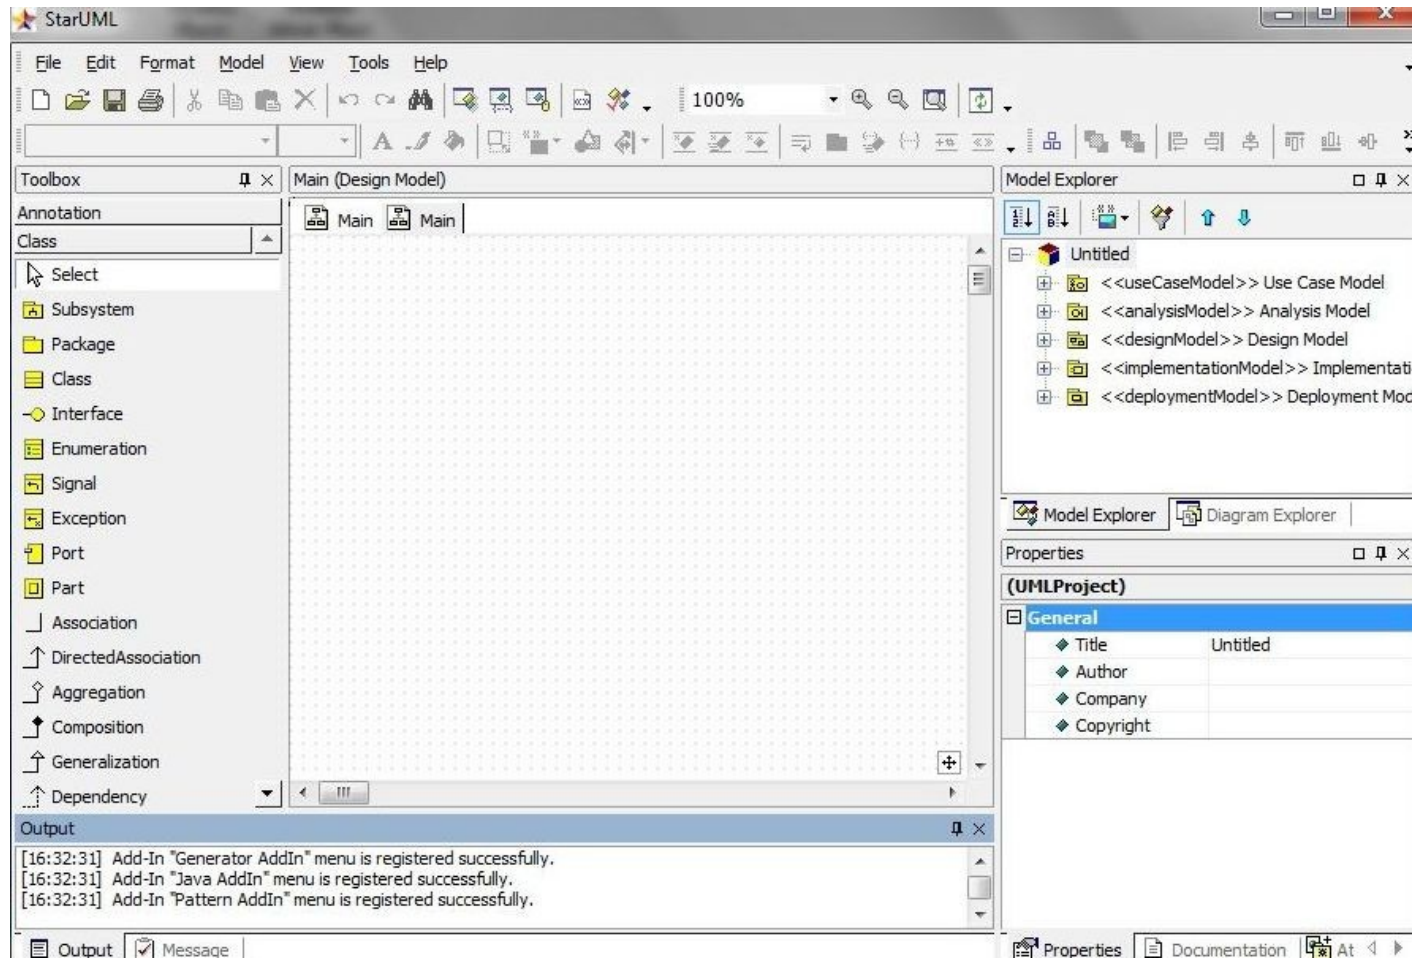 StarUML
File Edit Format Model View Tools Help
100%
Toolbox
Main (Design Model)
Model Explorer
Annotation
Class
Main Main
Select
Subsystem
Package
Class
Interface
Enumeration
Signal
Exception
Port
Part
Association
DirectedAssociation
Aggregation
Composition
Generalization
Dependency
Untitled
<<useCaseModel>> Use Case Model
<<analysisModel>> Analysis Model
<<designModel>> Design Model
<<implementationModel>> Implementati
<<deploymentModel>> Deployment Mod
Model Explorer Diagram Explorer
Properties
(UMLProject)
General
Title Untitled
Author
Company
Copyright
Output
[16:32:31] Add-In "Generator AddIn" menu is registered successfully.
[16:32:31] Add-In "Java AddIn" menu is registered successfully.
[16:32:31] Add-In "Pattern AddIn" menu is registered successfully.
Output Message
Properties Documentation At